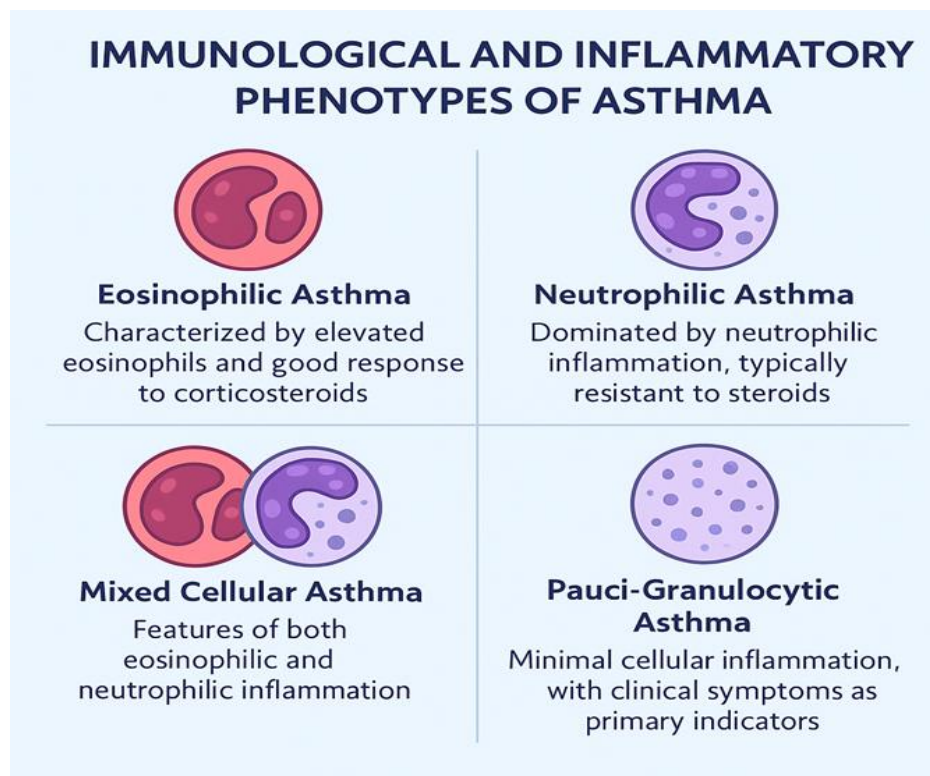 IMMUNOLOGICAL AND INFLAMMATORY
PHENOTYPES OF ASTHMA
Eosinophilic Asthma
Characterized by elevated
eosinophils and good response
to corticosteroids
Neutrophilic Asthma
Dominated by neutrophilic
inflammation, typically
resistant to steroids
Mixed Cellular Asthma
Features of both
eosinophilic and
neutrophilic inflammation
Pauci-Granulocytic
Asthma
Minimal cellular inflammation,
with clinical symptoms as
primary indicators